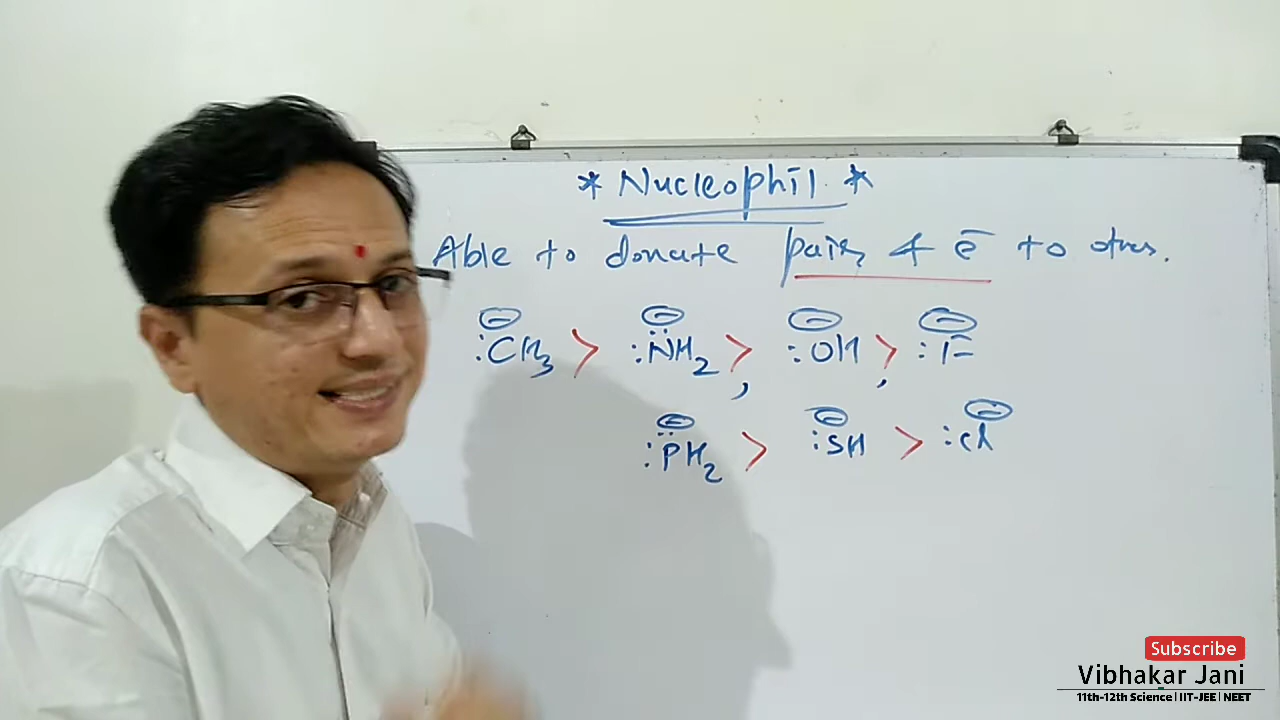 * Nucleophil. *
Able to donate pair of e⁻ to others.
:CH3⁻ > :NH2⁻ > , :OH⁻ > , :F⁻
:PH2⁻ > :SH⁻ > :Cl⁻
Subscribe
Vibhakar Jani
11th-12th Science | IIT-JEE | NEET